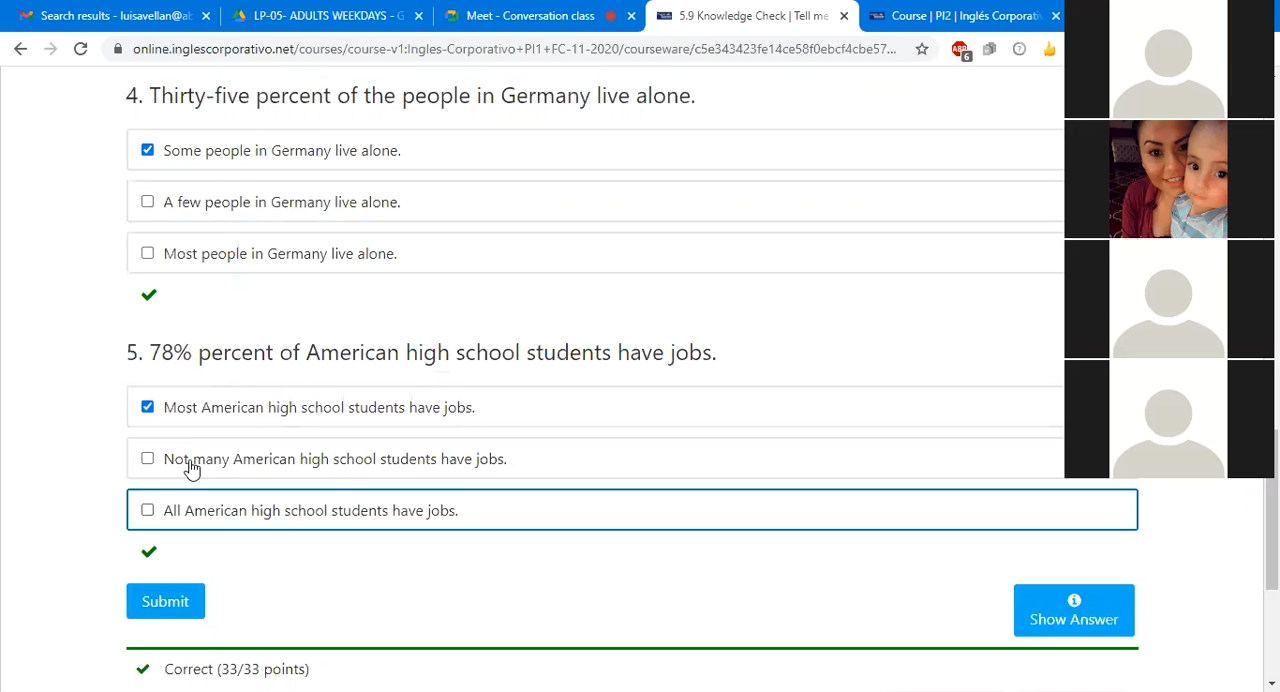 Search results - luisavellan@ab
LP-05- ADULTS WEEKDAYS - G
Meet - Conversation class
5.9 Knowledge Check | Tell me
Course | PI2 | Inglés Corporati
online.inglescorporativo.net/courses/course-v1:Ingles-Corporativo+PI1+FC-11-2020/courseware/c5e343423fe14ce58f0ebcf4cbe57...
ABP
6
4. Thirty-five percent of the people in Germany live alone.
Some people in Germany live alone.
A few people in Germany live alone.
Most people in Germany live alone.
5. 78% percent of American high school students have jobs.
Most American high school students have jobs.
Not many American high school students have jobs.
All American high school students have jobs.
Submit
Show Answer
Correct (33/33 points)